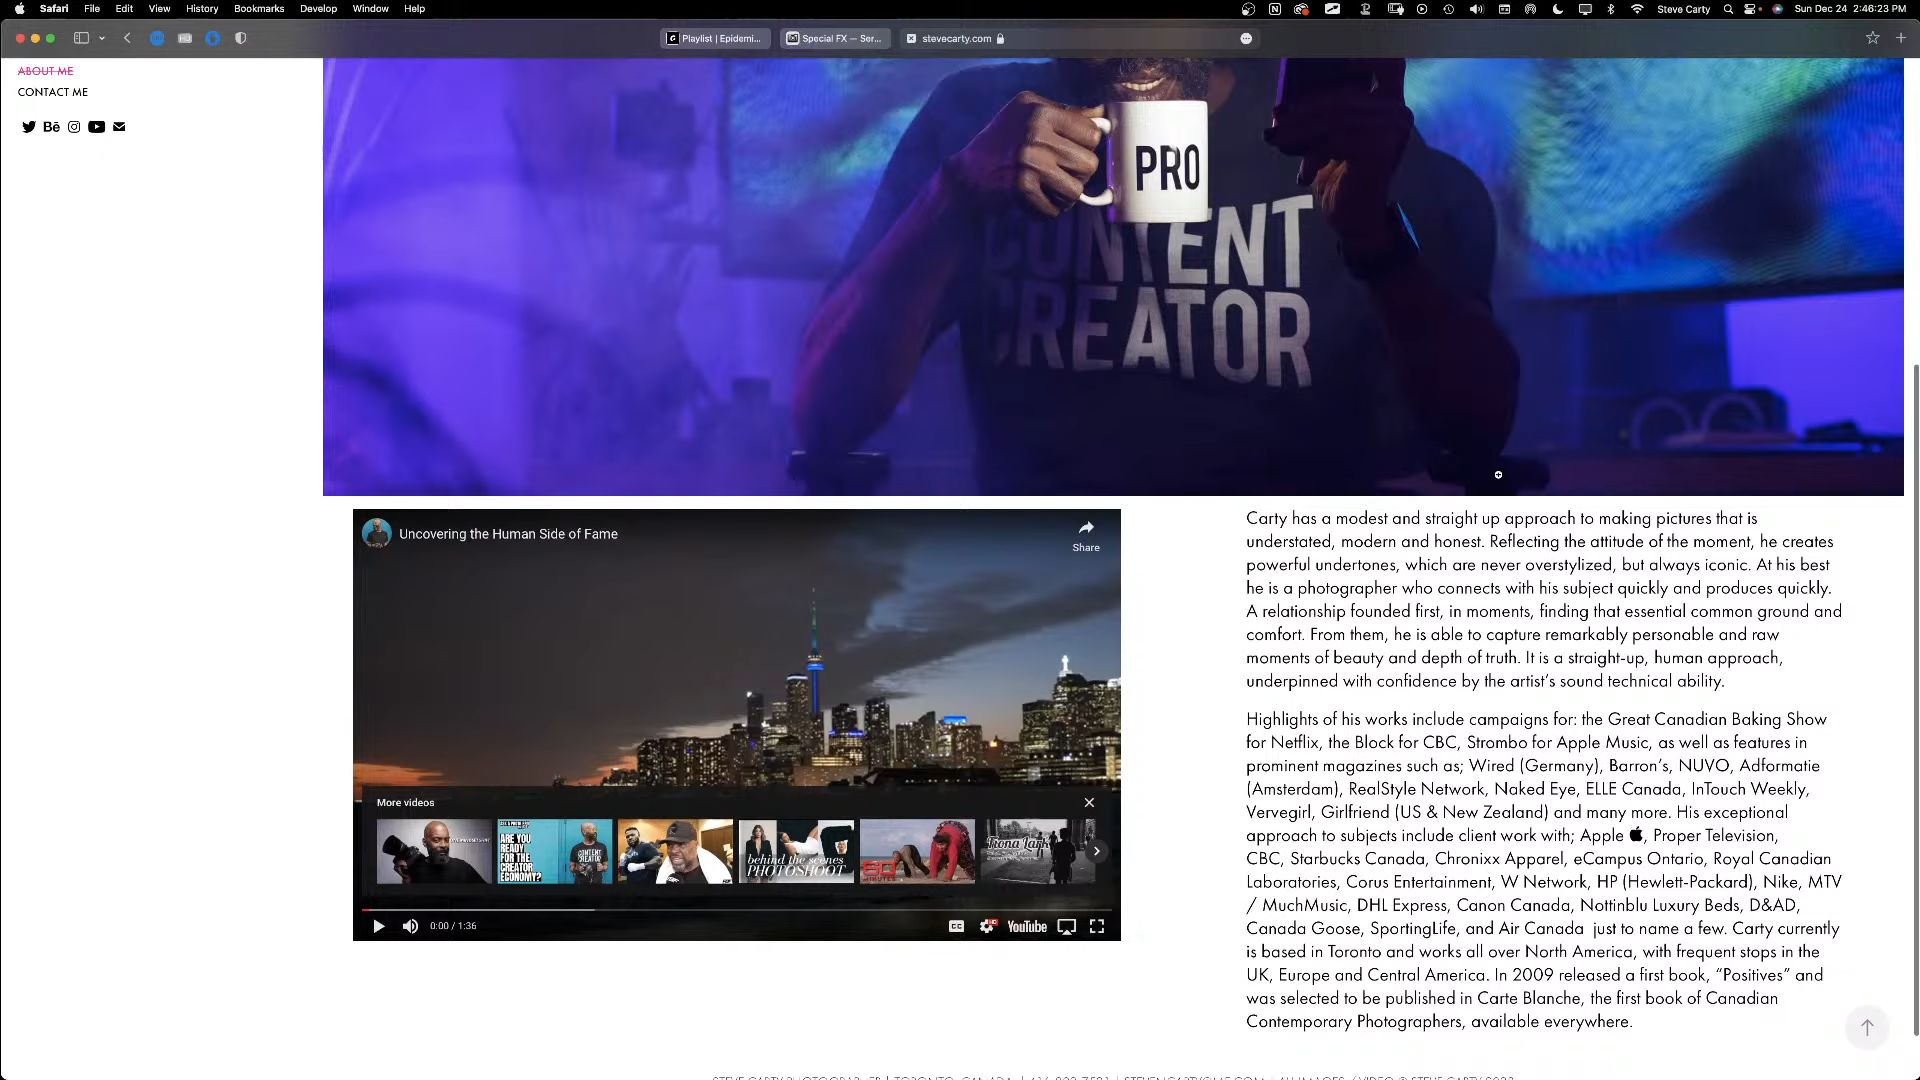 Safari File Edit View History Bookmarks Develop Window Help Steve Carty Sun Dec 24 2:46:23 PM
Playlist | Epidemi... Special FX — Ser... stevecarty.com
ABOUT ME
CONTACT ME
Bē
PRO
CONTENT
CREATOR
Uncovering the Human Side of Fame
Share
More videos
ARE YOU
READY
FOR THE
CREATOR
ECONOMY?
CONTENT
CREATOR
behind the scenes
PHOTOSHOOT
60
MINUTES
0:00 / 1:36
CC
HD
YouTube
Carty has a modest and straight up approach to making pictures that is
understated, modern and honest. Reflecting the attitude of the moment, he creates
powerful undertones, which are never overstylized, but always iconic. At his best
he is a photographer who connects with his subject quickly and produces quickly.
A relationship founded first, in moments, finding that essential common ground and
comfort. From them, he is able to capture remarkably personable and raw
moments of beauty and depth of truth. It is a straight-up, human approach,
underpinned with confidence by the artist's sound technical ability.
Highlights of his works include campaigns for: the Great Canadian Baking Show
for Netflix, the Block for CBC, Strombo for Apple Music, as well as features in
prominent magazines such as; Wired (Germany), Barron's, NUVO, Adformatie
(Amsterdam), RealStyle Network, Naked Eye, ELLE Canada, InTouch Weekly,
Vervegirl, Girlfriend (US & New Zealand) and many more. His exceptional
approach to subjects include client work with; Apple , Proper Television,
CBC, Starbucks Canada, Chronixx Apparel, eCampus Ontario, Royal Canadian
Laboratories, Corus Entertainment, W Network, HP (Hewlett-Packard), Nike, MTV
/ MuchMusic, DHL Express, Canon Canada, Nottinblu Luxury Beds, D&AD,
Canada Goose, SportingLife, and Air Canada just to name a few. Carty currently
is based in Toronto and works all over North America, with frequent stops in the
UK, Europe and Central America. In 2009 released a first book, “Positives” and
was selected to be published in Carte Blanche, the first book of Canadian
Contemporary Photographers, available everywhere.